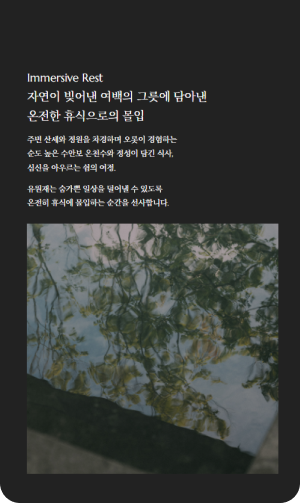 Immersive Rest
자연이 빚어낸 여백의 그릇에 담아낸
온전한 휴식으로의 몰입
주변 산세와 정원을 차경하며 오롯이 경험하는
순도 높은 수안보 온천수와 정성이 담긴 식사,
심신을 아우르는 쉼의 여정.
유원재는 숨가쁜 일상을 덜어낼 수 있도록
온전히 휴식에 몰입하는 순간을 선사합니다.